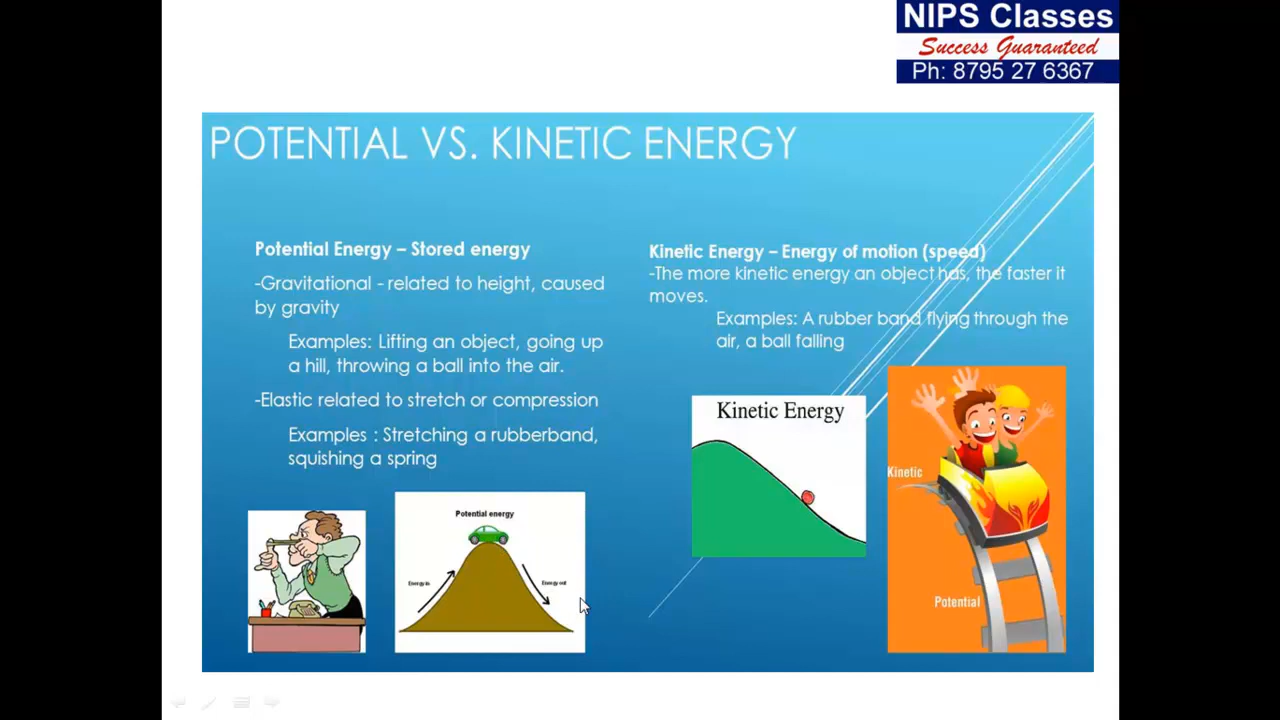 NIPS Classes
Success Guaranteed
Ph: 8795 27 6367
POTENTIAL VS. KINETIC ENERGY
Potential Energy – Stored energy
-Gravitational - related to height, caused
by gravity
Examples: Lifting an object, going up
a hill, throwing a ball into the air.
-Elastic related to stretch or compression
Examples : Stretching a rubberband,
squishing a spring
Kinetic Energy – Energy of motion (speed)
-The more kinetic energy an object has, the faster it
moves.
Examples: A rubber band flying through the
air, a ball falling
Potential energy
Energy in
Energy out
Kinetic Energy
Kinetic
Potential